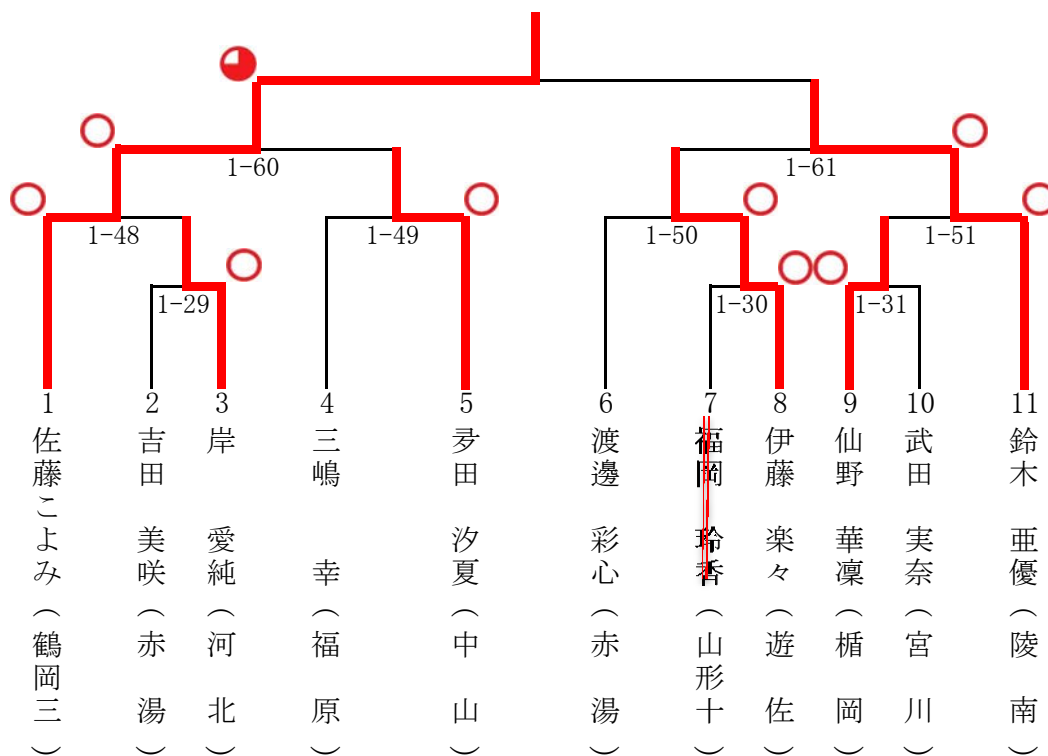 1-60
1-61
1-48
1-49
1-50
1-51
1-29
1-30
1-31
1
2
3
4
5
6
7
8
9
10
11
佐藤こよみ（鶴岡三）
吉田 美咲（赤 湯）
岸 愛純（河 北）
三嶋 幸（福 原）
田 汐夏（中 山）
渡邊 彩心（赤 湯）
福岡 玲香（山形十）
伊藤 楽々（遊 佐）
仙野 華凜（楯 岡）
武田 実奈（宮 川）
鈴木 亜優（陵 南）